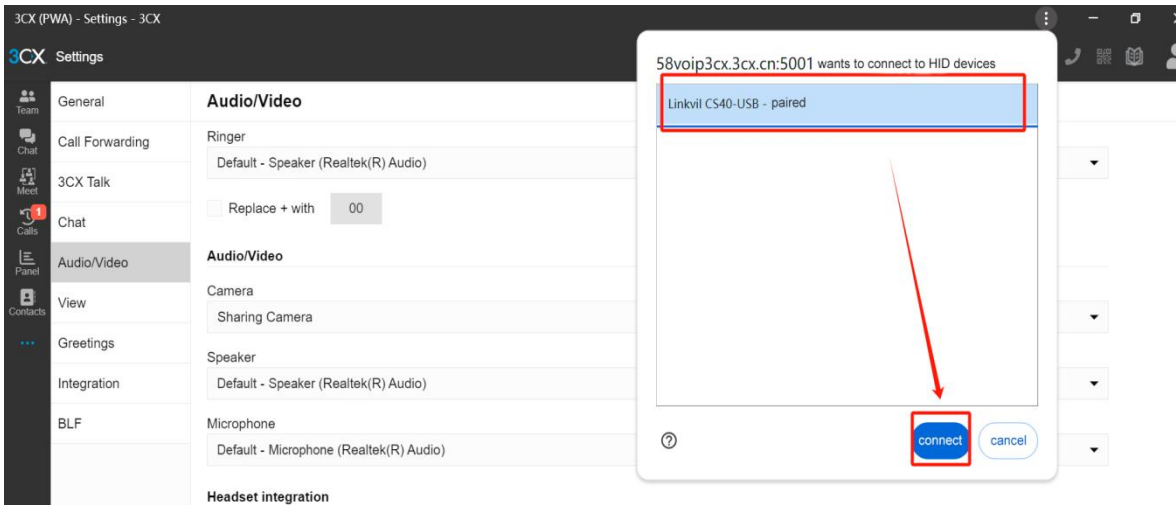 3CX (PWA) - Settings - 3CX
3CX Settings
Team
Chat
Meet
1
Calls
Panel
Contacts
General
Call Forwarding
3CX Talk
Chat
Audio/Video
View
Greetings
Integration
BLF
Audio/Video
Ringer
Default - Speaker (Realtek(R) Audio)
Replace + with 00
Audio/Video
Camera
Sharing Camera
Speaker
Default - Speaker (Realtek(R) Audio)
Microphone
Default - Microphone (Realtek(R) Audio)
Headset integration
58voip3cx.3cx.cn:5001 wants to connect to HID devices
Linkvil CS40-USB - paired
connect cancel